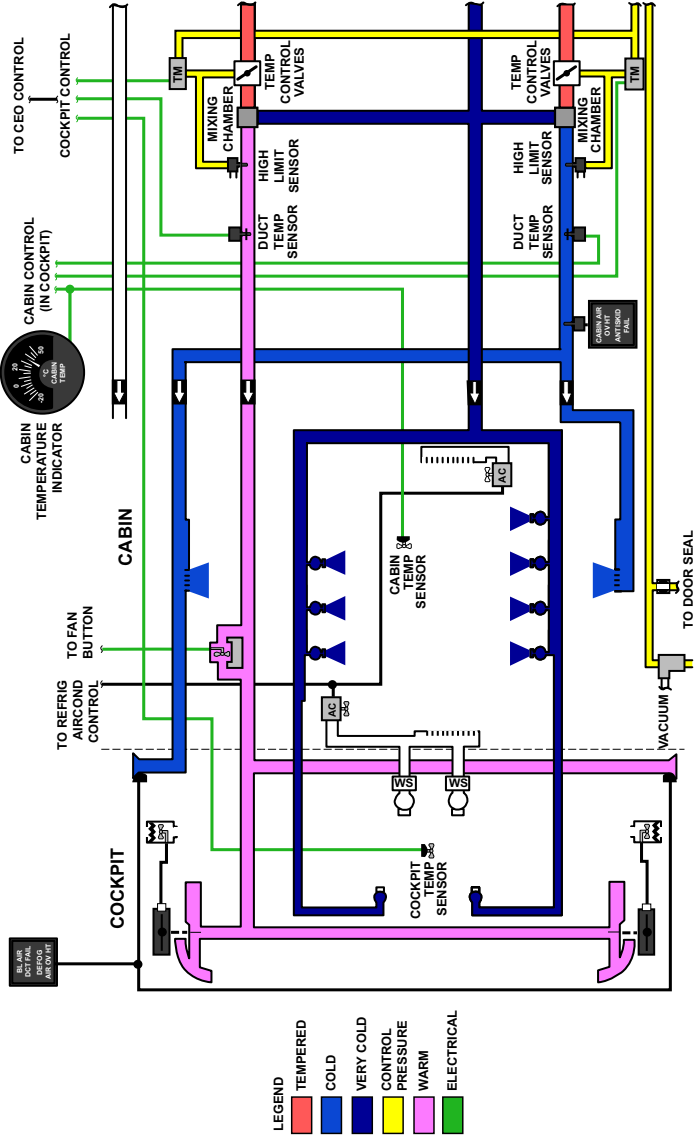 BL AIR
DCT FAIL
DEFOG
AIR OV HT
COCKPIT
TO REFRIG
AIRCOND
CONTROL
TO FAN
BUTTON
CABIN
CABIN
TEMPERATURE
INDICATOR
-20
0
20
50
°C
CABIN
TEMP
CABIN CONTROL
(IN COCKPIT)
TO CEO CONTROL
COCKPIT CONTROL
TM
MIXING
CHAMBER
TEMP
CONTROL
VALVES
HIGH
LIMIT
SENSOR
DUCT
TEMP
SENSOR
LEGEND
TEMPERED
COLD
VERY COLD
CONTROL
PRESSURE
WARM
ELECTRICAL
COCKPIT
TEMP
SENSOR
WS
WS
AC
CABIN
TEMP
SENSOR
AC
DUCT
TEMP
SENSOR
HIGH
LIMIT
SENSOR
TEMP
CONTROL
VALVES
MIXING
CHAMBER
TM
CABIN AIR
OV HT
ANTISKID
FAIL
VACUUM
TO DOOR SEAL